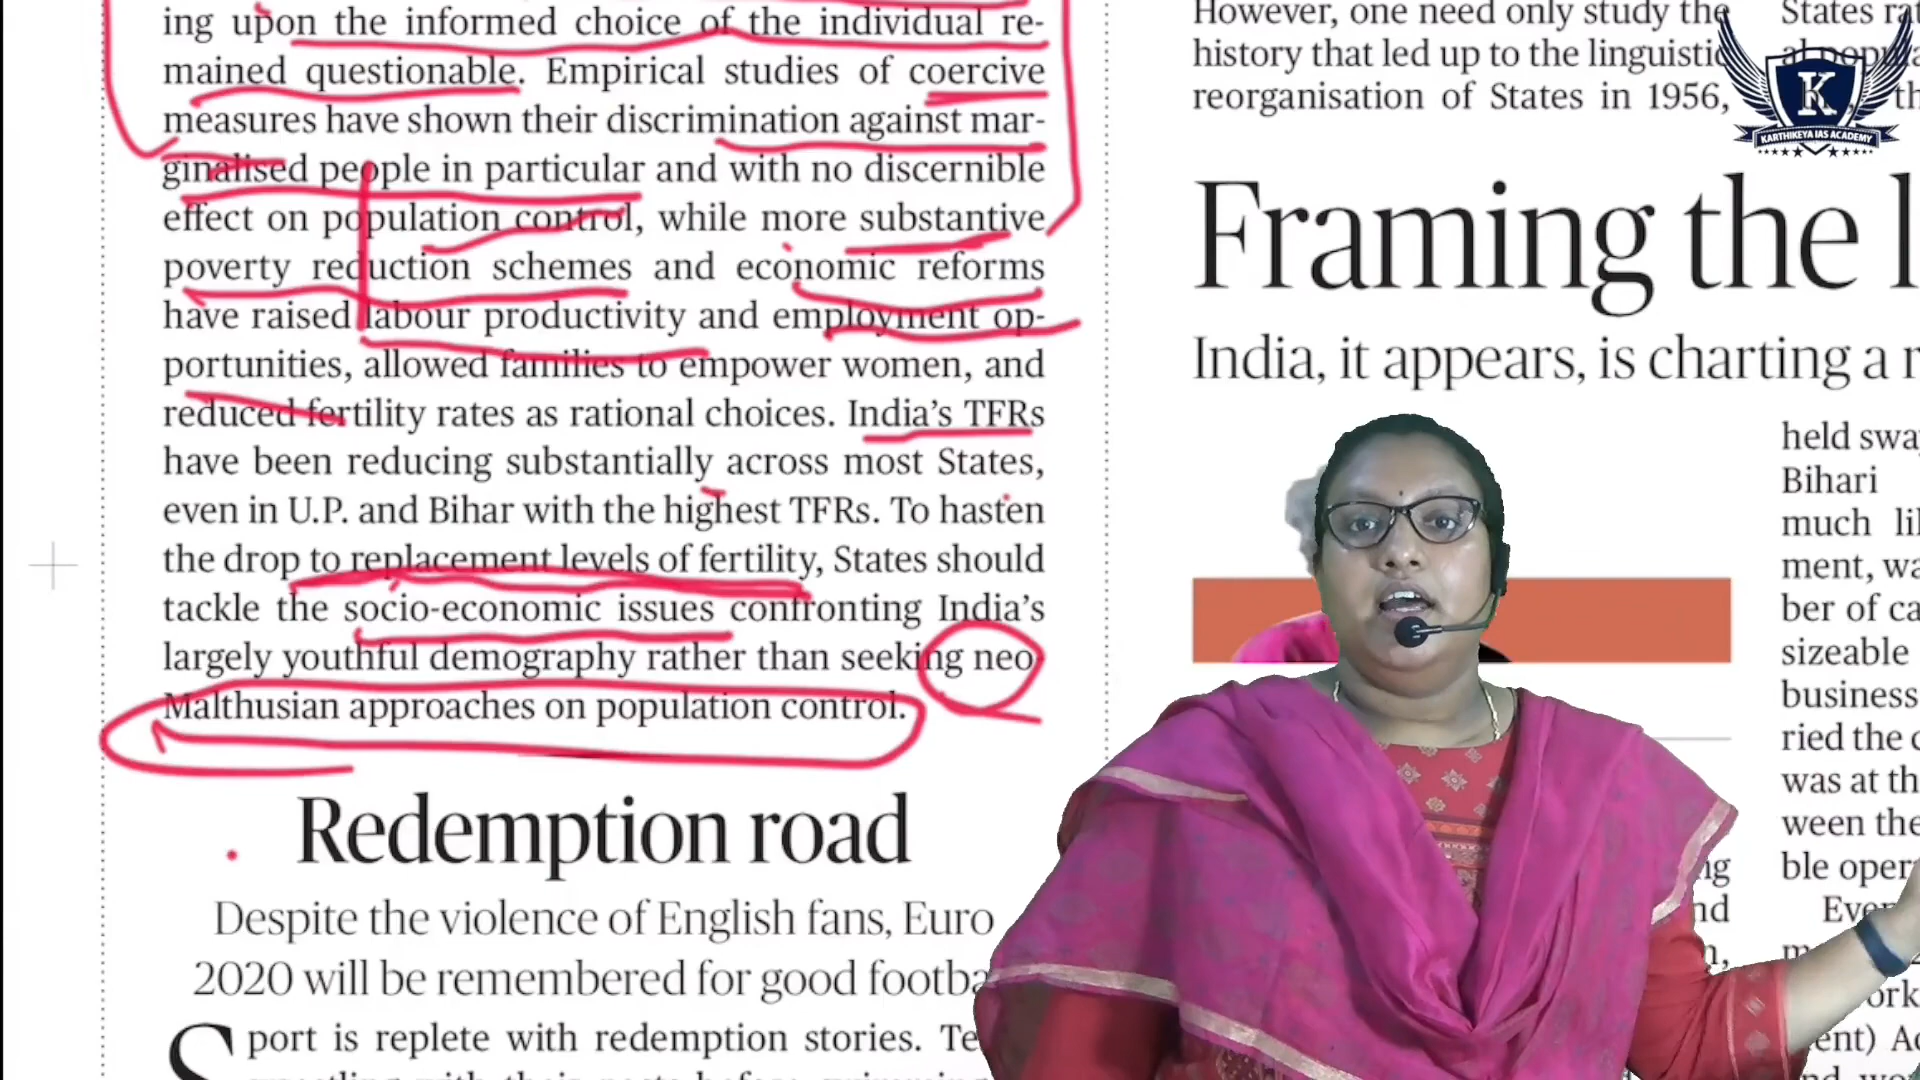 ing upon the informed choice of the individual re-
mained questionable. Empirical studies of coercive
measures have shown their discrimination against mar-
ginalised people in particular and with no discernible
effect on population control, while more substantive
poverty reduction schemes and economic reforms
have raised labour productivity and employment op-
portunities, allowed families to empower women, and
reduced fertility rates as rational choices. India's TFRs
have been reducing substantially across most States,
even in U.P. and Bihar with the highest TFRs. To hasten
the drop to replacement levels of fertility, States should
tackle the socio-economic issues confronting India's
largely youthful demography rather than seeking neo-
Malthusian approaches on population control.
Redemption road
Despite the violence of English fans, Euro
2020 will be remembered for good footba
Sport is replete with redemption stories. Te
However, one need only study the
history that led up to the linguistic
reorganisation of States in 1956,
Framing the l
India, it appears, is charting a r
States rat
K
KARTHIKEYA IAS ACADEMY
held sway
Bihari
much lik
ment, wa
ber of ca
sizeable
business
ried the c
was at th
ween the
ble oper
Even